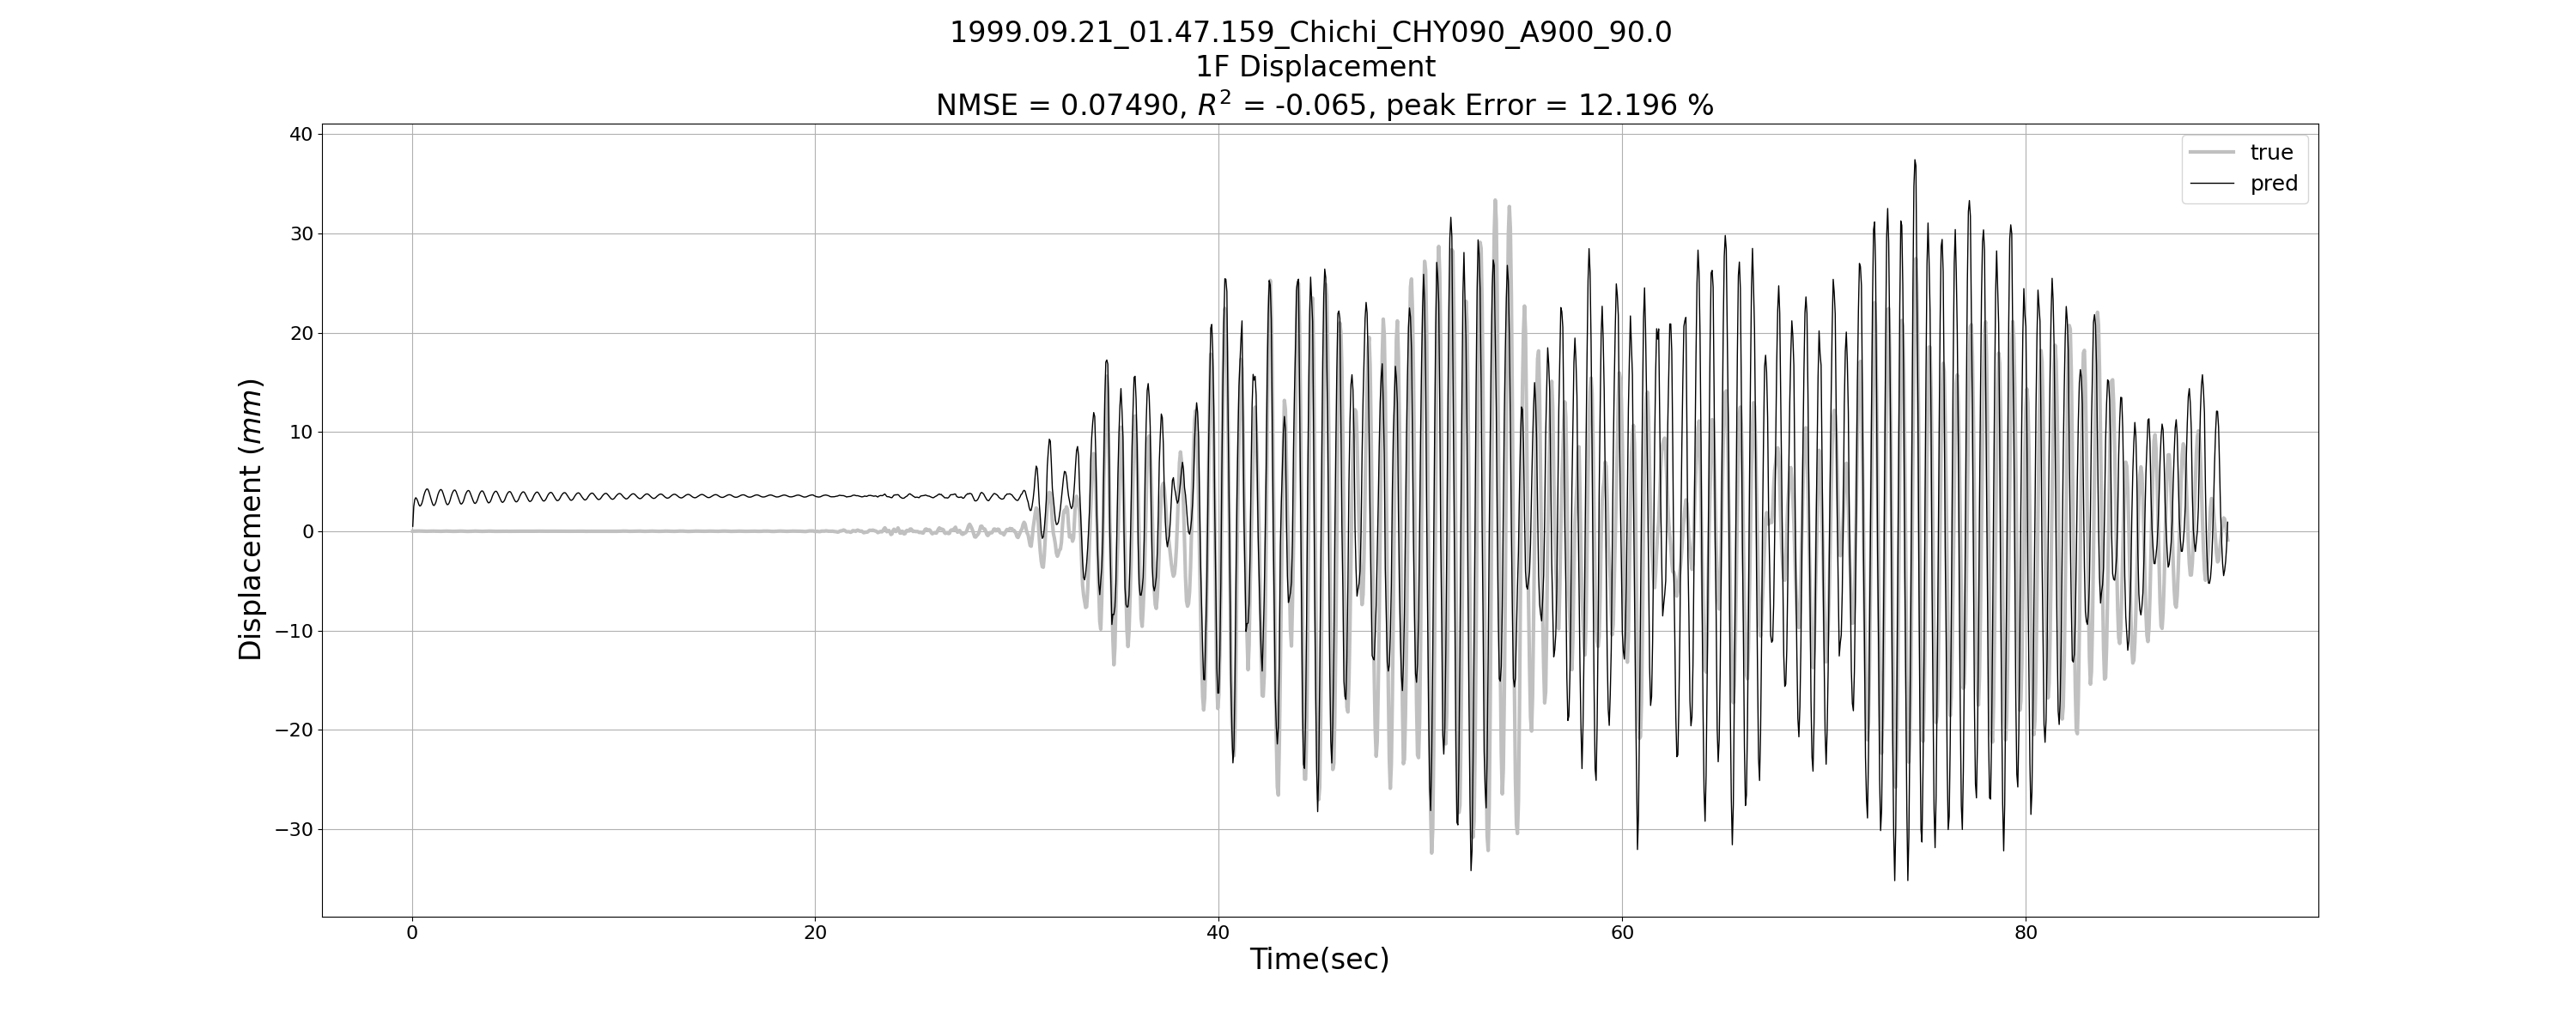 1999.09.21_01.47.159_Chichi_CHY090_A900_90.0
1F Displacement
NMSE = 0.07490, R² = -0.065, peak Error = 12.196 %
true
pred
40
30
20
10
0
−10
−20
−30
Displacement (mm)
0 20 40 60 80
Time(sec)